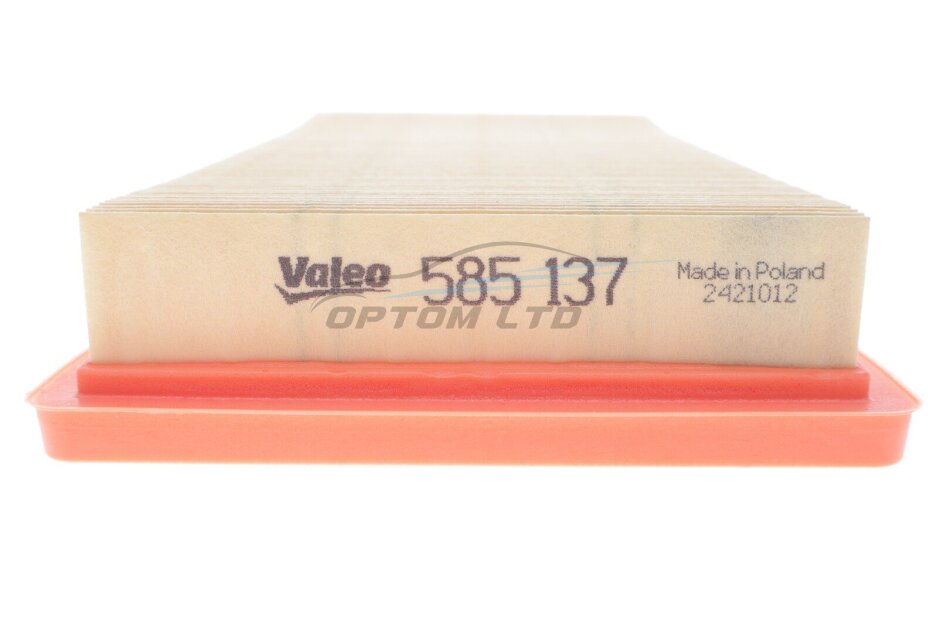 Valeo 585 137
Made in Poland
2421012
OPTOM LTD